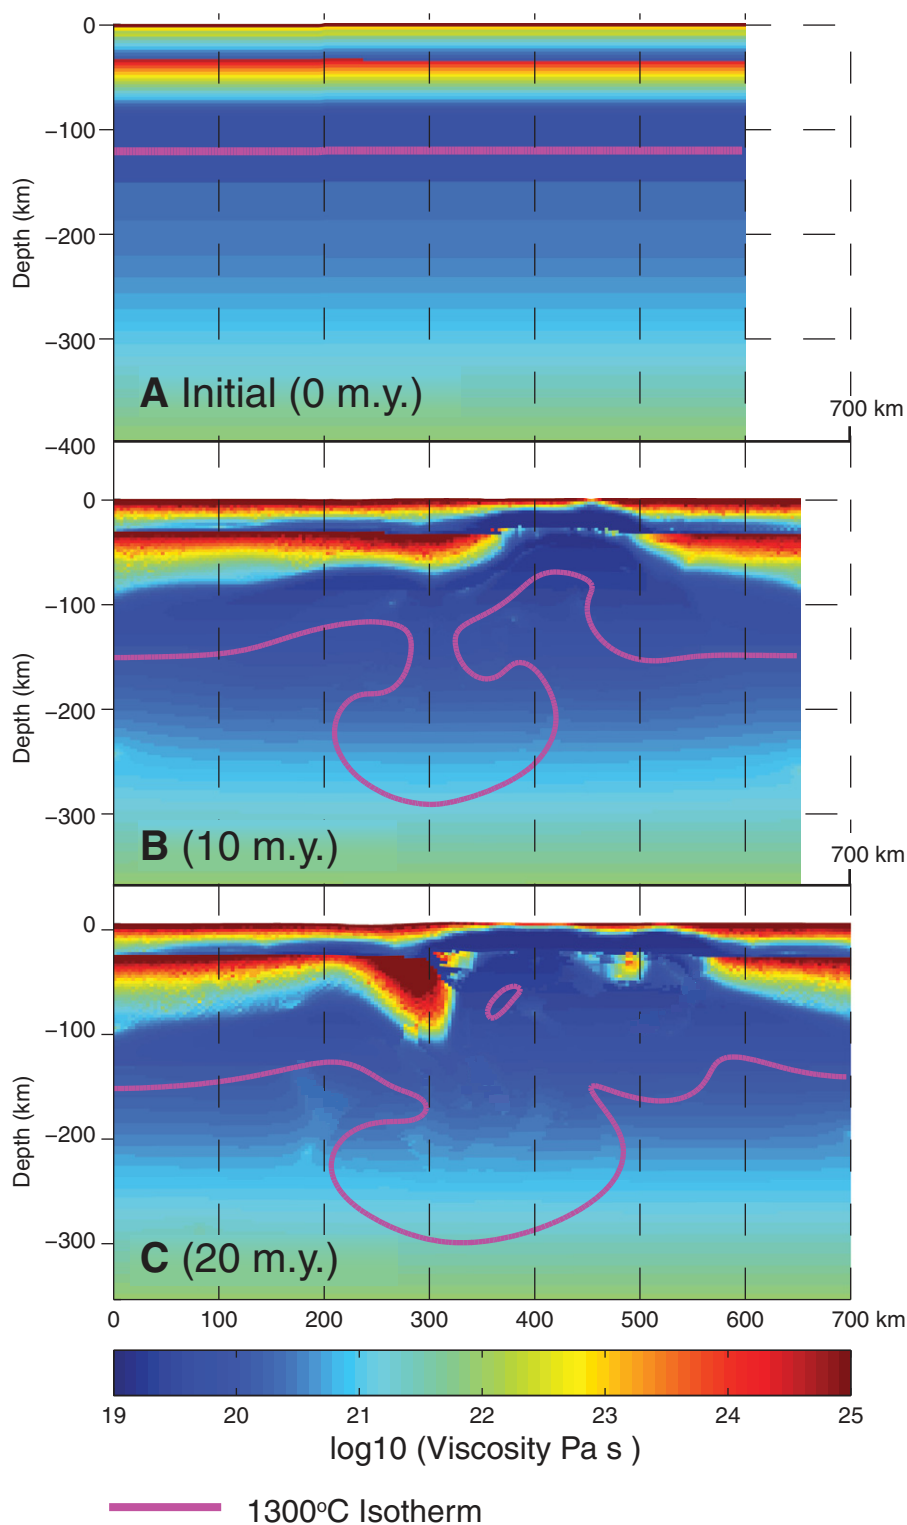 0
−100
−200
−300
−400
Depth (km)
A Initial (0 m.y.)
700 km
0
−100
−200
−300
Depth (km)
B (10 m.y.)
700 km
0
−100
−200
−300
Depth (km)
C (20 m.y.)
0 100 200 300 400 500 600 700 km
19 20 21 22 23 24 25
log10 (Viscosity Pa s )
1300°C Isotherm